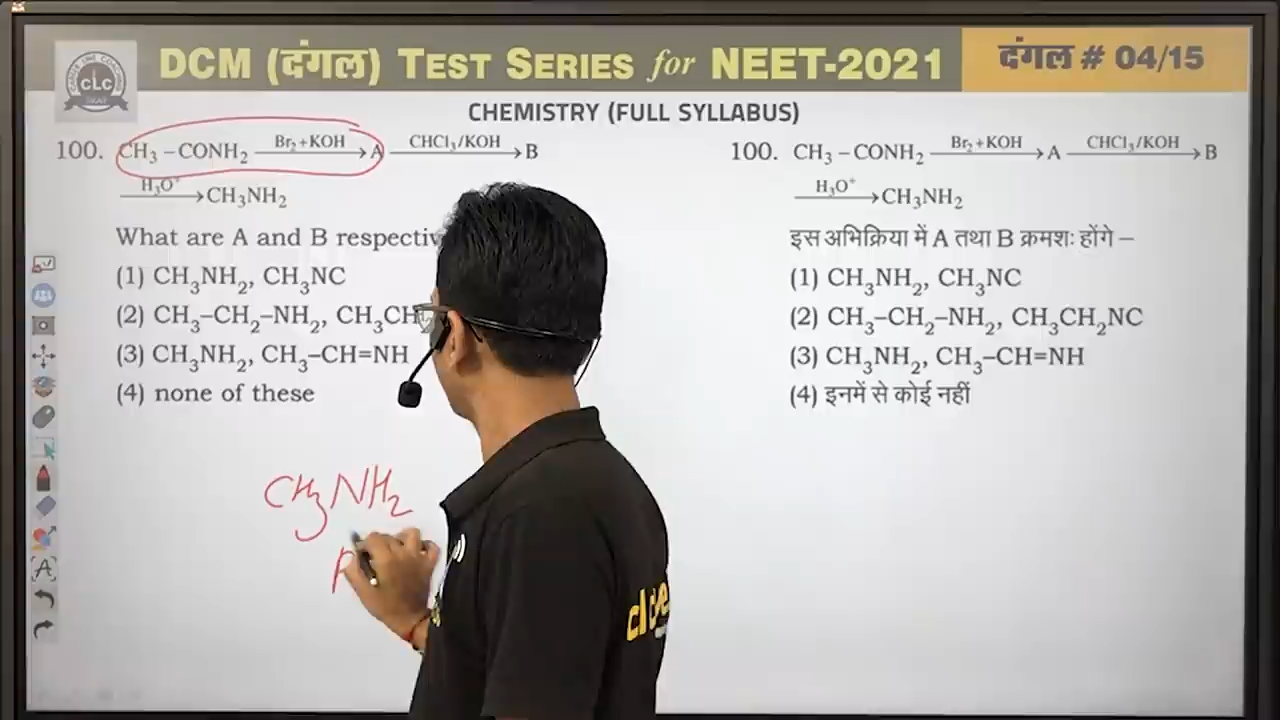 DCM (दंगल) TEST SERIES for NEET-2021
दंगल # 04/15
CLC
CHEMISTRY (FULL SYLLABUS)
100. CH₃ – CONH₂ —Br₂+KOH→ A —CHCl₃/KOH→ B
—H₃O⁺→ CH₃NH₂
What are A and B
(1) CH₃NH₂, CH₃NC
(2) CH₃–CH₂–NH₂,
(3) CH₃NH₂, CH₃–CH=NH
(4) none of these
CH₃NH₂
100. CH₃ – CONH₂ —Br₂+KOH→ A —CHCl₃/KOH→ B
—H₃O⁺→ CH₃NH₂
इस अभिक्रिया में A तथा B क्रमशः होंगे –
(1) CH₃NH₂, CH₃NC
(2) CH₃–CH₂–NH₂, CH₃CH₂NC
(3) CH₃NH₂, CH₃–CH=NH
(4) इनमें से कोई नहीं